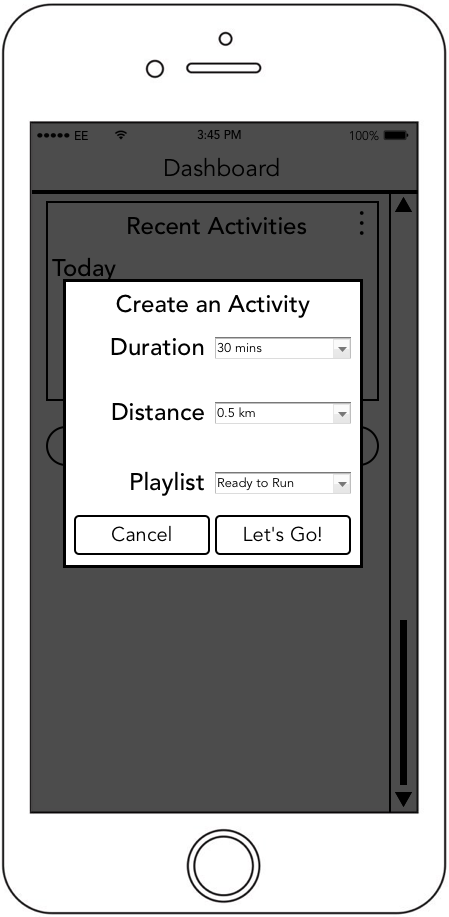 EE 3:45 PM 100%
Dashboard
Recent Activities
Today
Create an Activity
Duration 30 mins
Distance 0.5 km
Playlist Ready to Run
Cancel Let's Go!